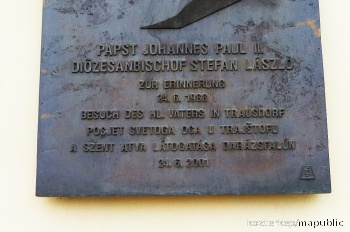 PAPST JOHANNES PAUL II.
DIÖZESANBISCHOF STEFAN LÁSZLÓ
ZUR ERINNERUNG
24. 6. 1988
BESUCH DES HL. VATERS IN TRAUSDORF
POSJET SVETOGA OCA U TRAJŠTOFU
A SZENT ATYA LÁTOGATÁSA DARÁZSFALÚN
24. 6. 2001
mapublic